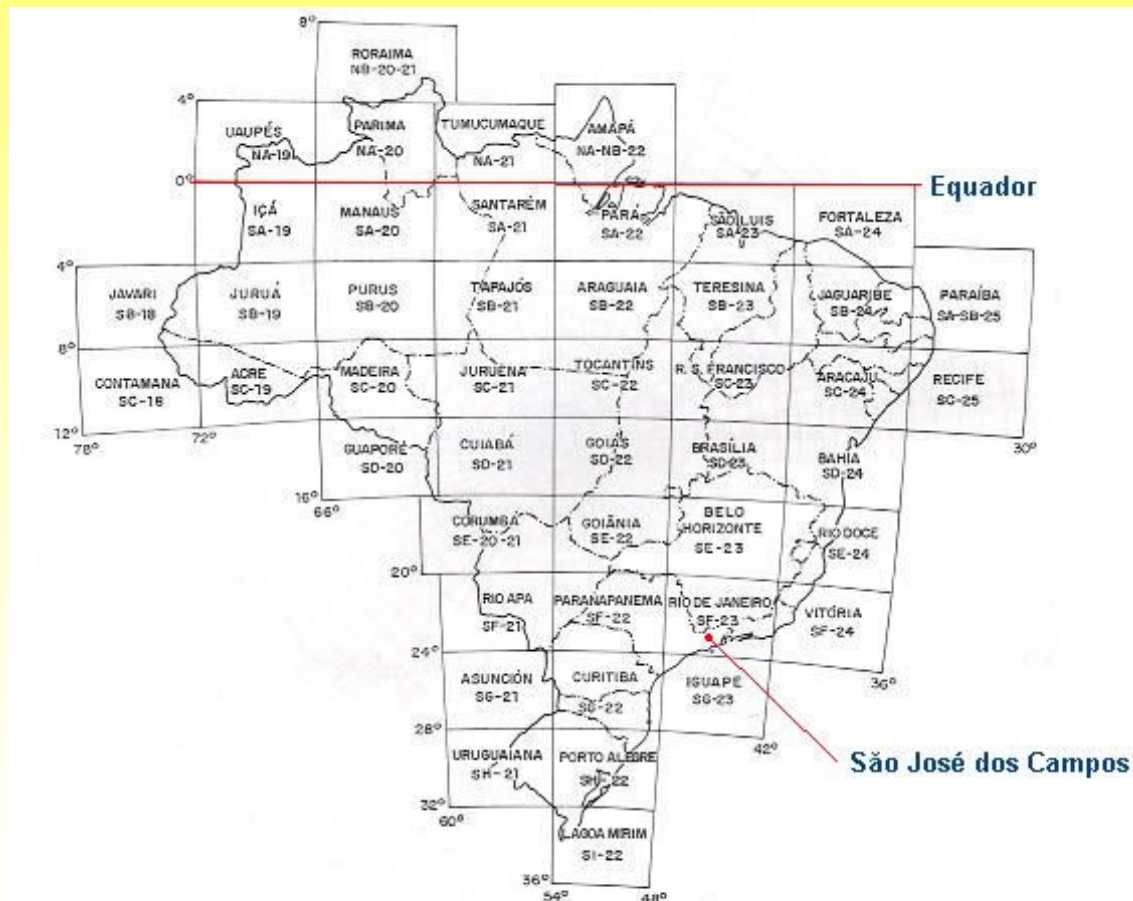 8°
RORAIMA
NB-20-21
4°
UAUPÉS
NA-19
PARIMA
NA-20
TUMUCUMAQUE
NA-21
AMAPÁ
NA-NB-22
0°
Equador
IÇÁ
SA-19
MANAUS
SA-20
SANTARÉM
SA-21
PARÁ
SA-22
SÃO LUIS
SA-23
FORTALEZA
SA-24
4°
JAVARI
SB-18
JURUÁ
SB-19
PURUS
SB-20
TAPAJÓS
SB-21
ARAGUAIA
SB-22
TERESINA
SB-23
JAGUARIBE
SB-24
PARAÍBA
SA-SB-25
8°
CONTAMANA
SC-18
ACRE
SC-19
MADEIRA
SC-20
JURUENA
SC-21
TOCANTINS
SC-22
R. S. FRANCISCO
SC-23
ARACAJU
SC-24
RECIFE
SC-25
12°
78°
72°
30°
GUAPORÉ
SD-20
CUIABÁ
SD-21
GOIÁS
SD-22
BRASÍLIA
SD-23
BAHIA
SD-24
16°
66°
CORUMBÁ
SE-20-21
GOIÂNIA
SE-22
BELO
HORIZONTE
SE-23
RIO DOCE
SE-24
20°
RIO APA
SF-21
PARANAPANEMA
SF-22
RIO DE JANEIRO
SF-23
VITÓRIA
SF-24
24°
36°
ASUNCIÓN
SG-21
CURITIBA
SG-22
IGUAPÉ
SG-23
28°
42°
URUGUAIANA
SH-21
PORTO ALEGRE
SH-22
São José dos Campos
32°
60°
LAGOA MIRIM
SI-22
36°
54°
48°